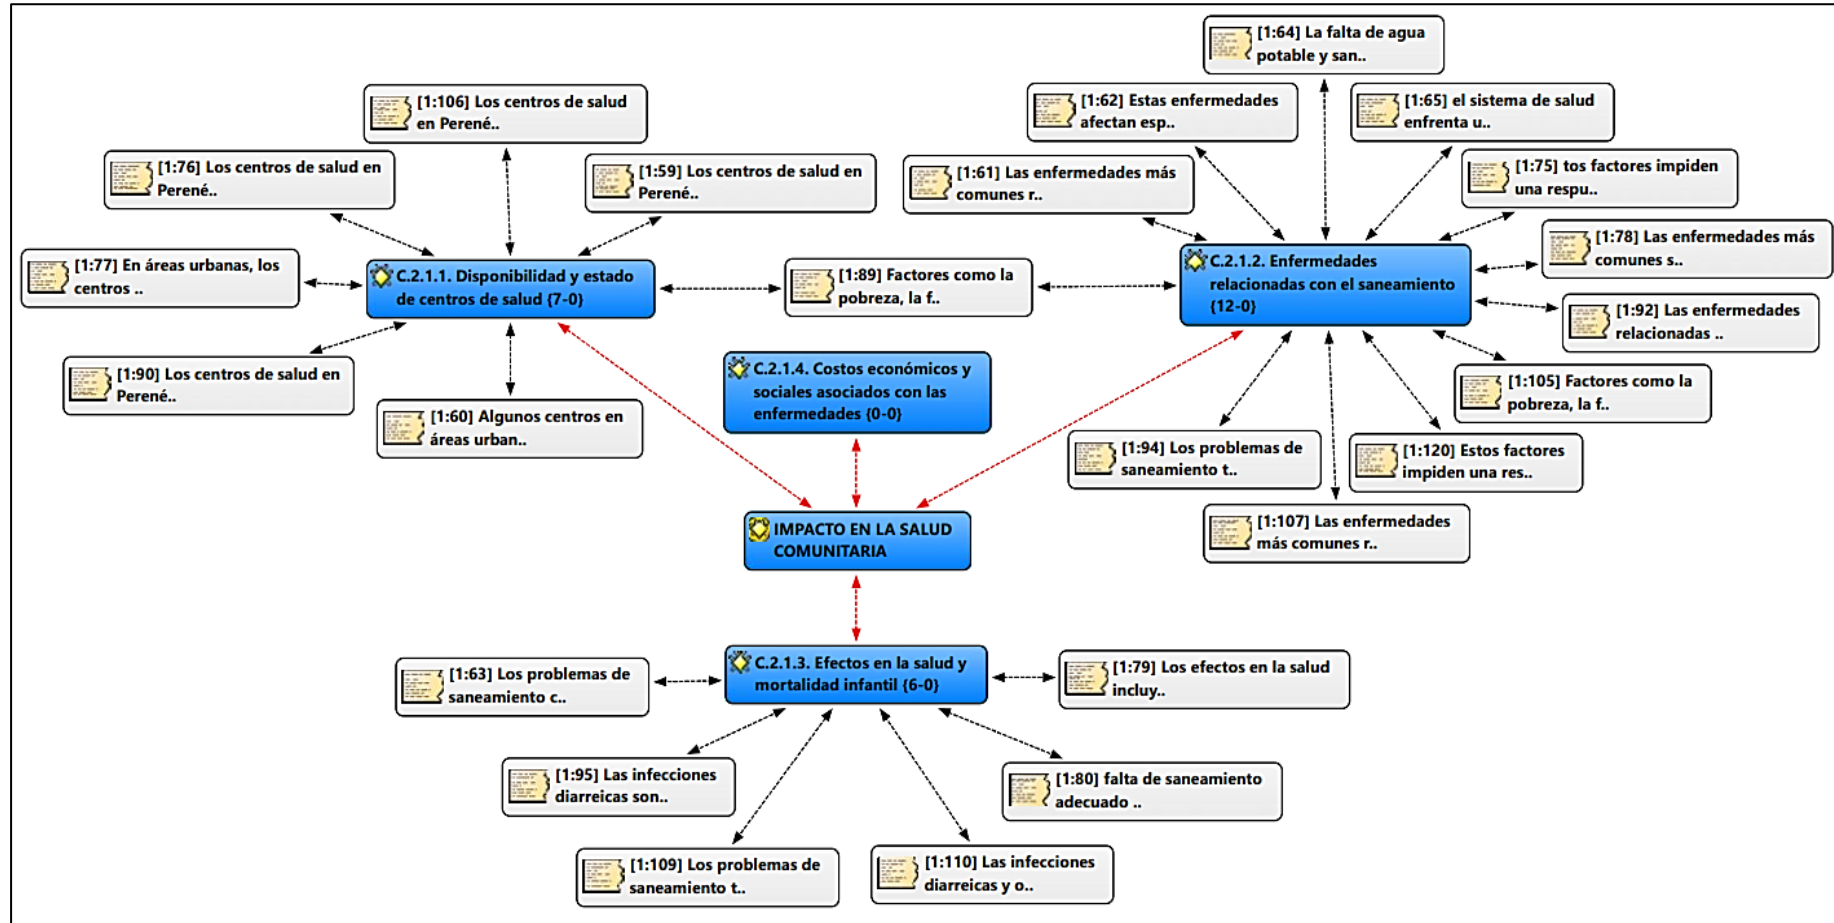 [1:64] La falta de agua
potable y san..
[1:106] Los centros de salud
en Perené..
[1:62] Estas enfermedades
afectan esp..
[1:65] el sistema de salud
enfrenta u..
[1:76] Los centros de salud en
Perené..
[1:59] Los centros de salud en
Perené..
[1:61] Las enfermedades más
comunes r..
[1:75] tos factores impiden
una respu..
[1:77] En áreas urbanas, los
centros ..
C.2.1.1. Disponibilidad y estado
de centros de salud {7-0}
[1:89] Factores como la
pobreza, la f..
C.2.1.2. Enfermedades
relacionadas con el saneamiento
{12-0}
[1:78] Las enfermedades más
comunes s..
[1:92] Las enfermedades
relacionadas ..
[1:90] Los centros de salud en
Perené..
[1:60] Algunos centros en
áreas urban..
C.2.1.4. Costos económicos y
sociales asociados con las
enfermedades {0-0}
[1:105] Factores como la
pobreza, la f..
[1:94] Los problemas de
saneamiento t..
[1:120] Estos factores
impiden una res..
[1:107] Las enfermedades
más comunes r..
IMPACTO EN LA SALUD
COMUNITARIA
[1:63] Los problemas de
saneamiento c..
C.2.1.3. Efectos en la salud y
mortalidad infantil {6-0}
[1:79] Los efectos en la salud
incluy..
[1:95] Las infecciones
diarreicas son..
[1:80] falta de saneamiento
adecuado ..
[1:109] Los problemas de
saneamiento t..
[1:110] Las infecciones
diarreicas y o..